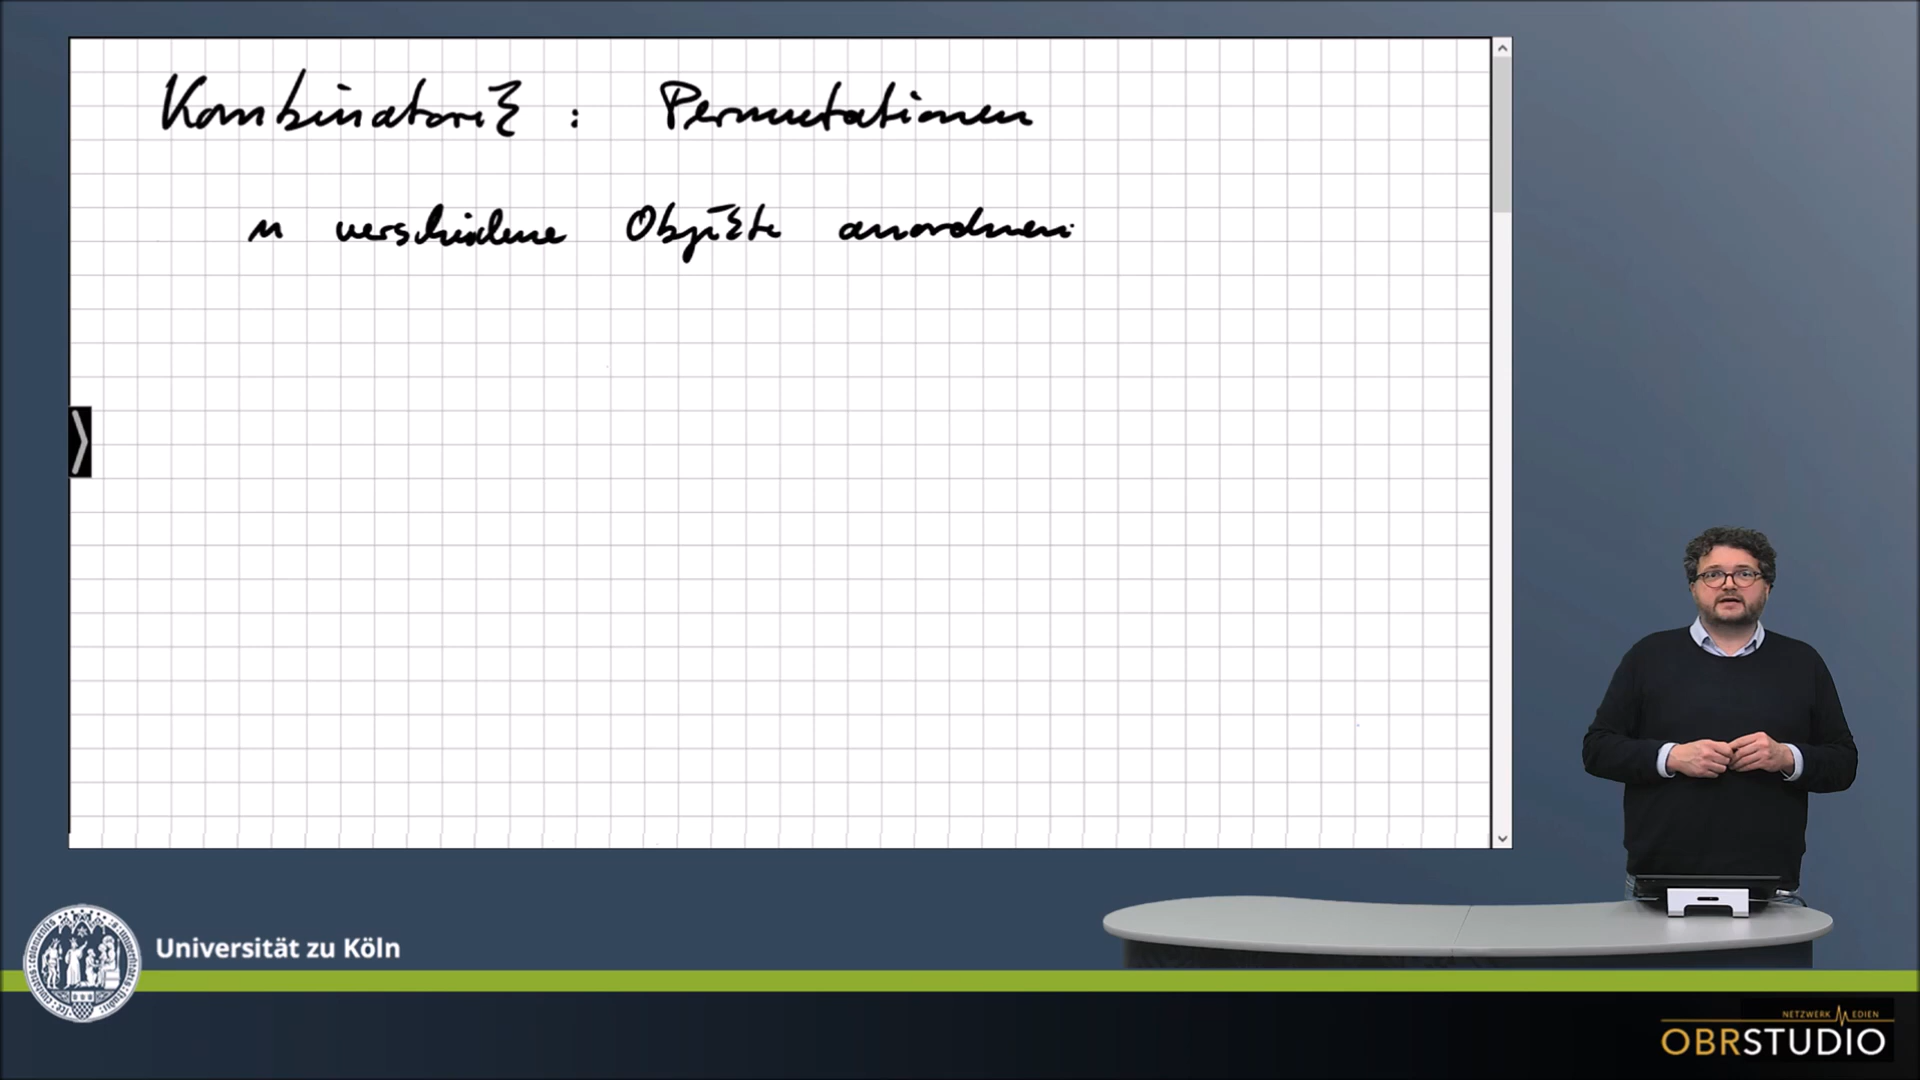 Kombinatorik : Permutationen
n verschiedene Objekte anordnen
Universität zu Köln
NETZWERK MEDIEN
OBRSTUDIO